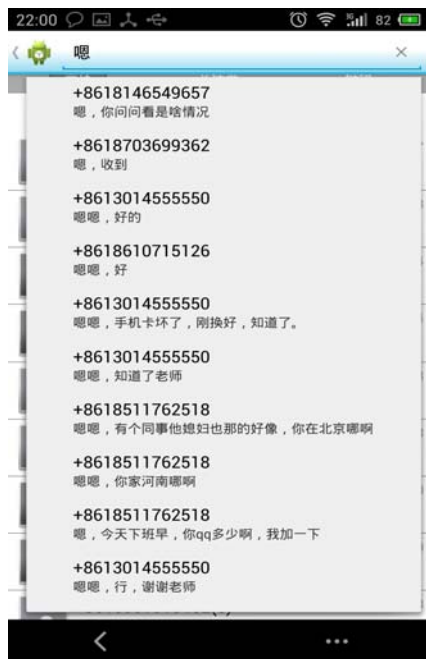 22:00
82
嗯
+8618146549657
嗯，你问问看是啥情况
+8618703699362
嗯，收到
+8613014555550
嗯嗯，好的
+8618610715126
嗯嗯，好
+8613014555550
嗯嗯，手机卡坏了，刚换好，知道了。
+8613014555550
嗯嗯，知道了老师
+8618511762518
嗯嗯，有个同事他媳妇也那的好像，你在北京哪啊
+8618511762518
嗯嗯，你家河南哪啊
+8618511762518
嗯，今天下班早，你qq多少啊，我加一下
+8613014555550
嗯嗯，行，谢谢老师